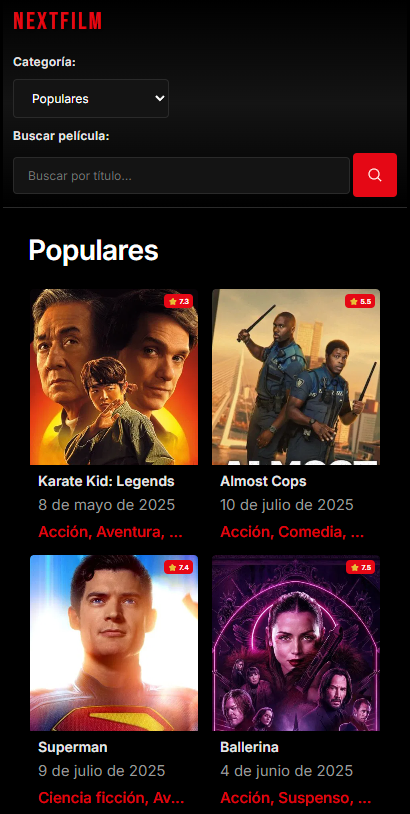 NEXTFILM
Categoría:
Populares
Buscar película:
Buscar por título...
Populares
⭐ 7.3
⭐ 5.5
ALMOST
Karate Kid: Legends
Almost Cops
8 de mayo de 2025
10 de julio de 2025
Acción, Aventura, ...
Acción, Comedia, ...
⭐ 7.4
⭐ 7.5
Superman
Ballerina
9 de julio de 2025
4 de junio de 2025
Ciencia ficción, Av...
Acción, Suspenso, ...